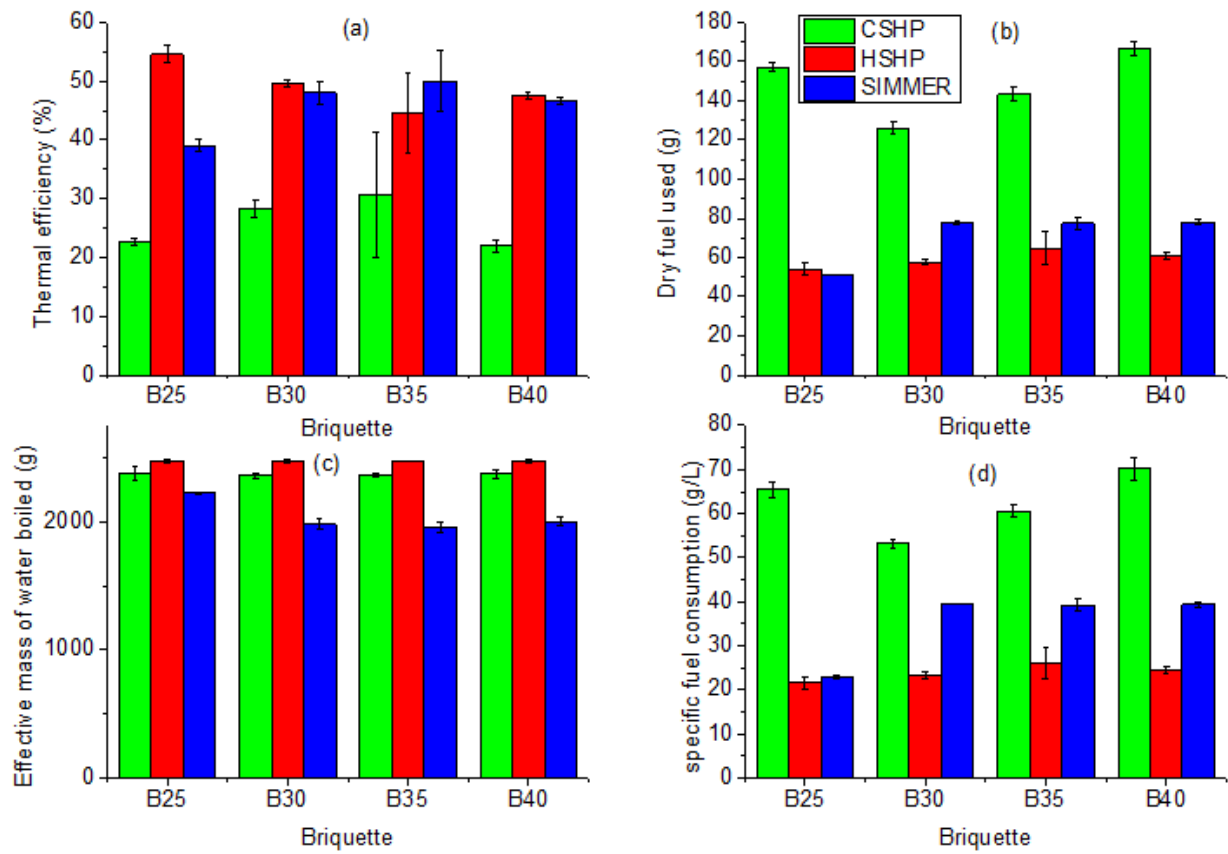 (a)
Thermal efficiency (%)
60
50
40
30
20
10
0
B25 B30 B35 B40
Briquette
(b)
CSHP
HSHP
SIMMER
Dry fuel used (g)
180
160
140
120
100
80
60
40
20
0
B25 B30 B35 B40
Briquette
(c)
Effective mass of water boiled (g)
2000
1000
0
B25 B30 B35 B40
Briquette
(d)
specific fuel consumption (g/L)
80
70
60
50
40
30
20
10
0
B25 B30 B35 B40
Briquette